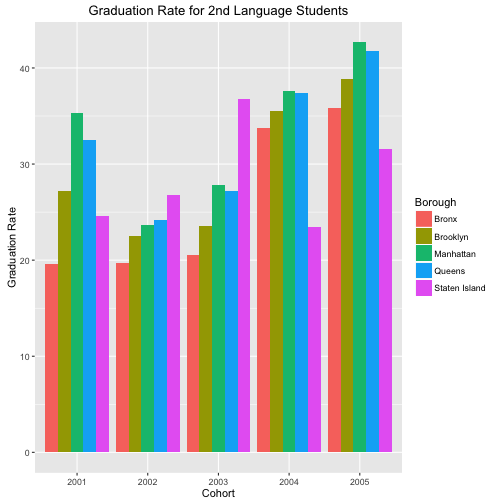 Graduation Rate for 2nd Language Students
Graduation Rate
40
30
20
10
0
2001 2002 2003 2004 2005
Cohort
Borough
Bronx
Brooklyn
Manhattan
Queens
Staten Island